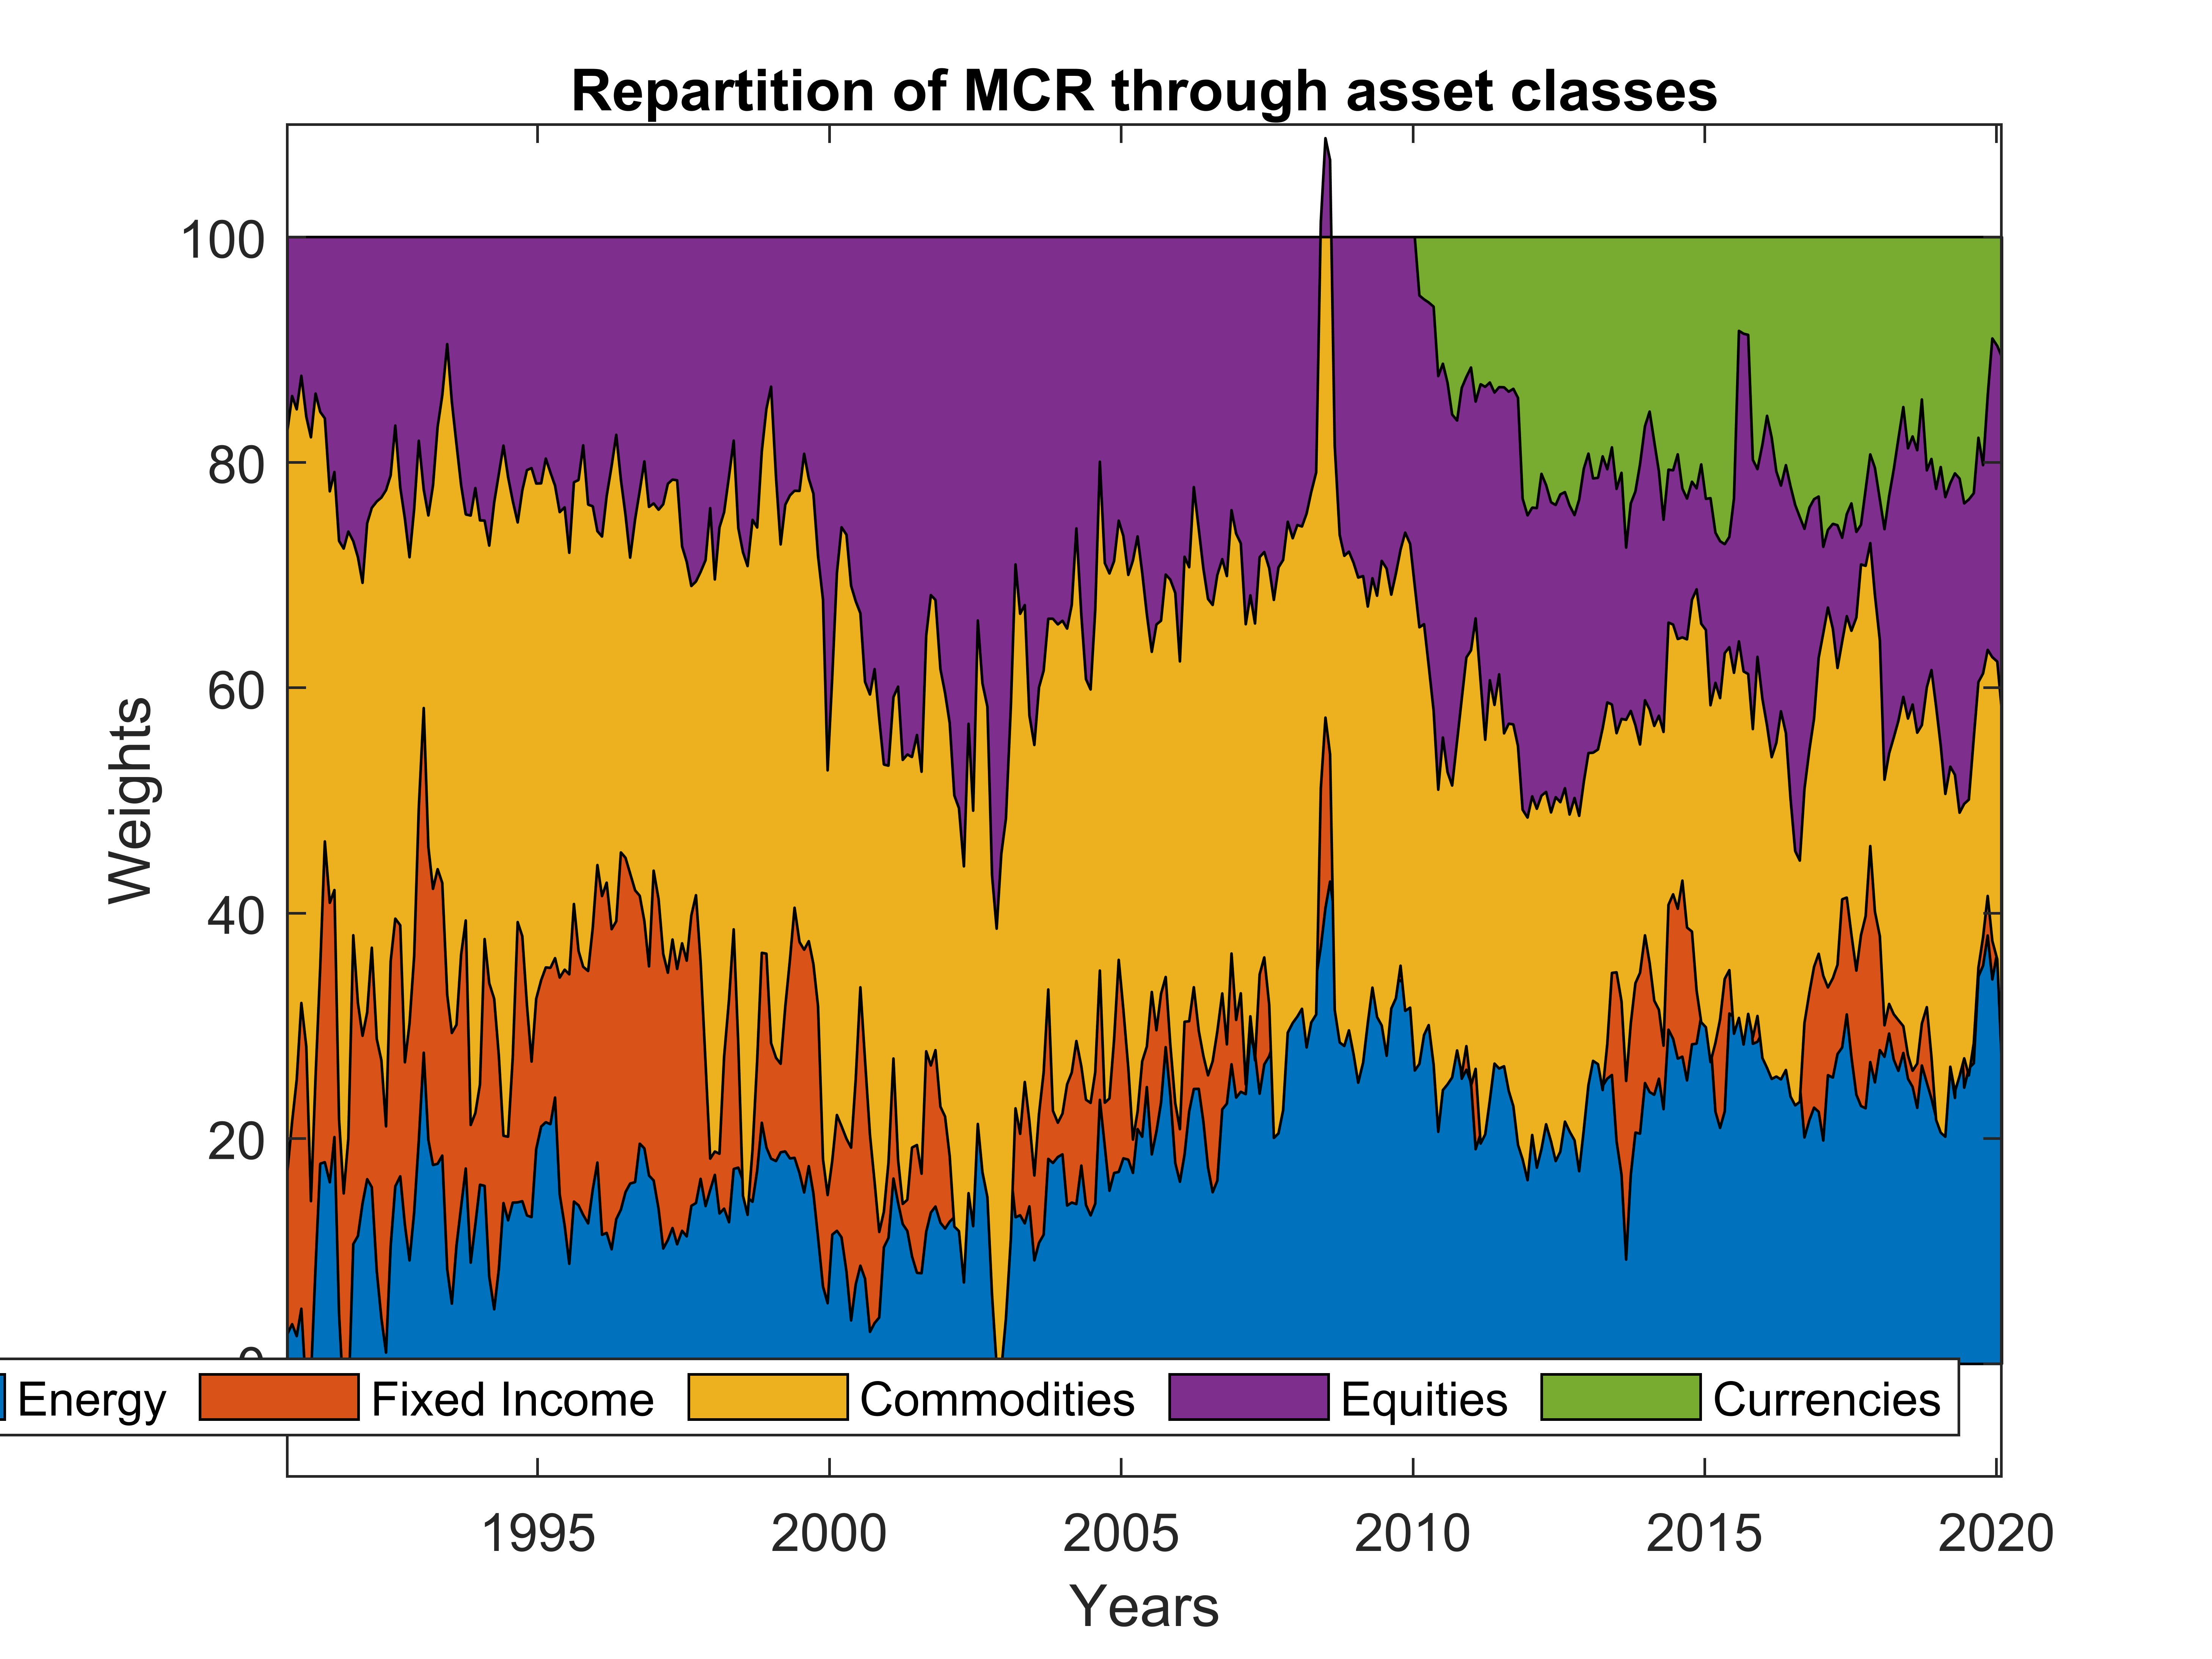 Repartition of MCR through asset classes
100
80
60
40
20
0
Weights
Energy Fixed Income Commodities Equities Currencies
1995 2000 2005 2010 2015 2020
Years